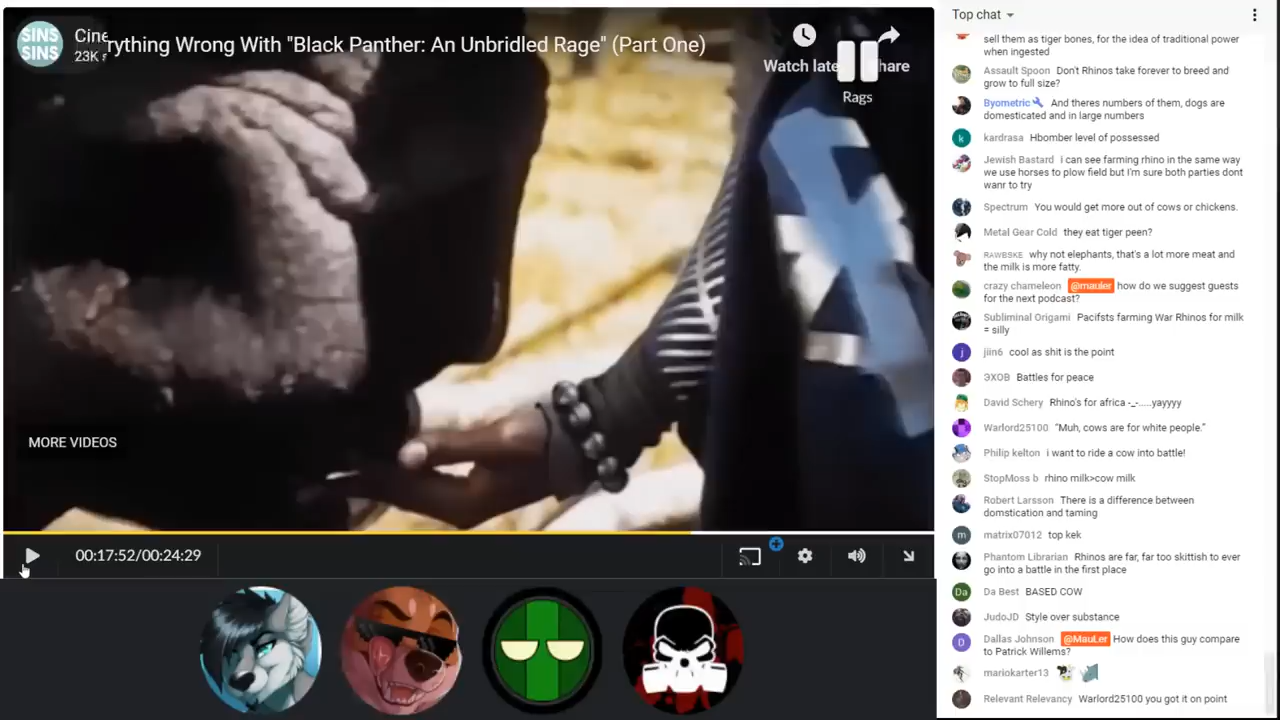 SINS
SINS
Cine
23K
rything Wrong With "Black Panther: An Unbridled Rage" (Part One)
Watch late
hare
Rags
MORE VIDEOS
00:17:52/00:24:29
Top chat
sell them as tiger bones, for the idea of traditional power
when ingested
Assault Spoon Don't Rhinos take forever to breed and
grow to full size?
Byometric And theres numbers of them, dogs are
domesticated and in large numbers
k
kardrasa Hbomber level of possessed
Jewish Bastard i can see farming rhino in the same way
we use horses to plow field but I'm sure both parties dont
wanr to try
Spectrum You would get more out of cows or chickens.
Metal Gear Cold they eat tiger peen?
RAWBSKE why not elephants, that's a lot more meat and
the milk is more fatty.
crazy chameleon @mauler how do we suggest guests
for the next podcast?
Subliminal Origami Pacifsts farming War Rhinos for milk
= silly
j
jiin6 cool as shit is the point
ЭХОВ Battles for peace
David Schery Rhino's for africa -_-.....yayyyy
Warlord25100 “Muh, cows are for white people.”
Philip kelton i want to ride a cow into battle!
StopMoss b rhino milk>cow milk
Robert Larsson There is a difference between
domstication and taming
m
matrix07012 top kek
Phantom Librarian Rhinos are far, far too skittish to ever
go into a battle in the first place
Da
Da Best BASED COW
JudoJD Style over substance
D
Dallas Johnson @MauLer How does this guy compare
to Patrick Willems?
mariokarter13
Relevant Relevancy Warlord25100 you got it on point